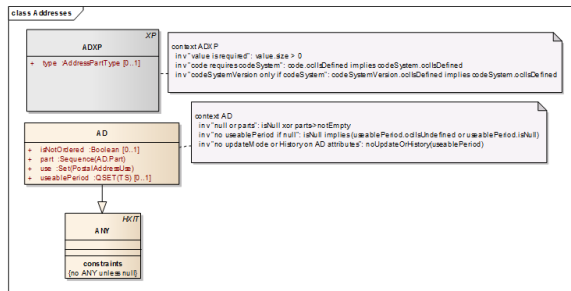 class Addresses
XP
ADXP
+ type :AddressPartType [0..1]
context ADXP
inv "value is required": value.size > 0
inv "code requires codeSystem": code.oclIsDefined implies codeSystem.oclIsDefined
inv "codeSystemVersion only if codeSystem": codeSystemVersion.oclIsDefined implies codeSystem.oclIsDefined
AD
+ isNotOrdered :Boolean [0..1]
+ part :Sequence(AD.Part)
+ use :Set(PostalAddressUse)
+ useablePeriod :QSET(TS) [0..1]
context AD
inv "null or parts": isNull xor parts>notEmpty
inv "no useablePeriod if null": isNull implies (useablePeriod.oclIsUndefined or useablePeriod.isNull)
inv "no updateMode or History on AD attributes": noUpdateOrHistory(useablePeriod)
HXIT
ANY
constraints
{no ANY unless null}